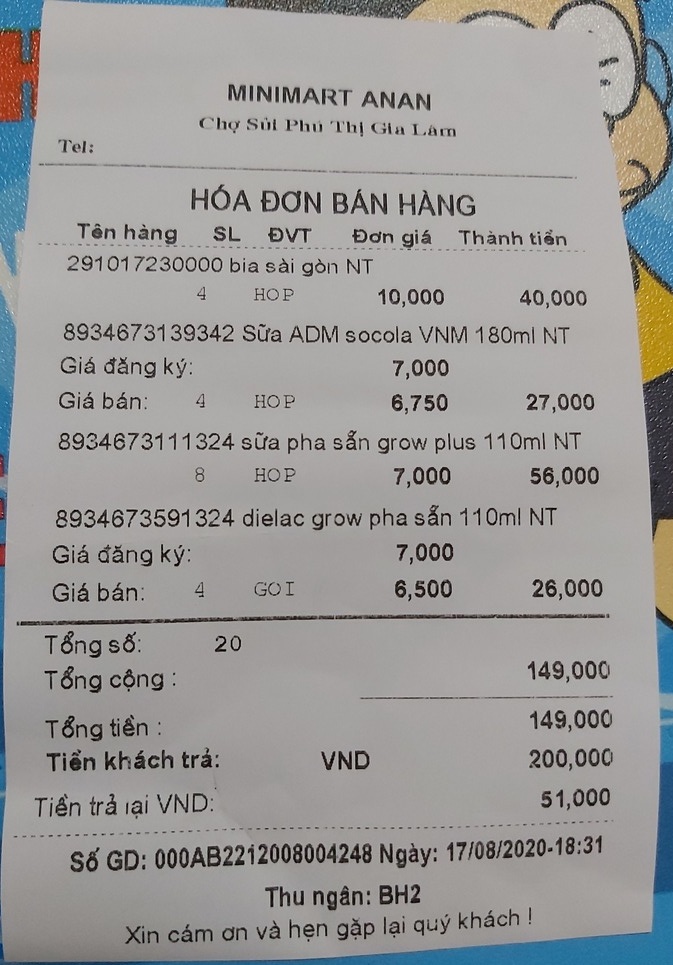 MINIMART ANAN
Chợ Sủi Phú Thị Gia Lâm
Tel:
HÓA ĐƠN BÁN HÀNG
Tên hàng SL ĐVT Đơn giá Thành tiền
291017230000 bia sài gòn NT
4 HOP 10,000 40,000
8934673139342 Sữa ADM socola VNM 180ml NT
Giá đăng ký: 7,000
Giá bán: 4 HOP 6,750 27,000
8934673111324 sữa pha sẵn grow plus 110ml NT
8 HOP 7,000 56,000
8934673591324 dielac grow pha sẵn 110ml NT
Giá đăng ký: 7,000
Giá bán: 4 GOI 6,500 26,000
Tổng số: 20
Tổng cộng : 149,000
Tổng tiền : 149,000
Tiền khách trả: VND 200,000
Tiền trả lại VND: 51,000
Số GD: 000AB2212008004248 Ngày: 17/08/2020-18:31
Thu ngân: BH2
Xin cám ơn và hẹn gặp lại quý khách !